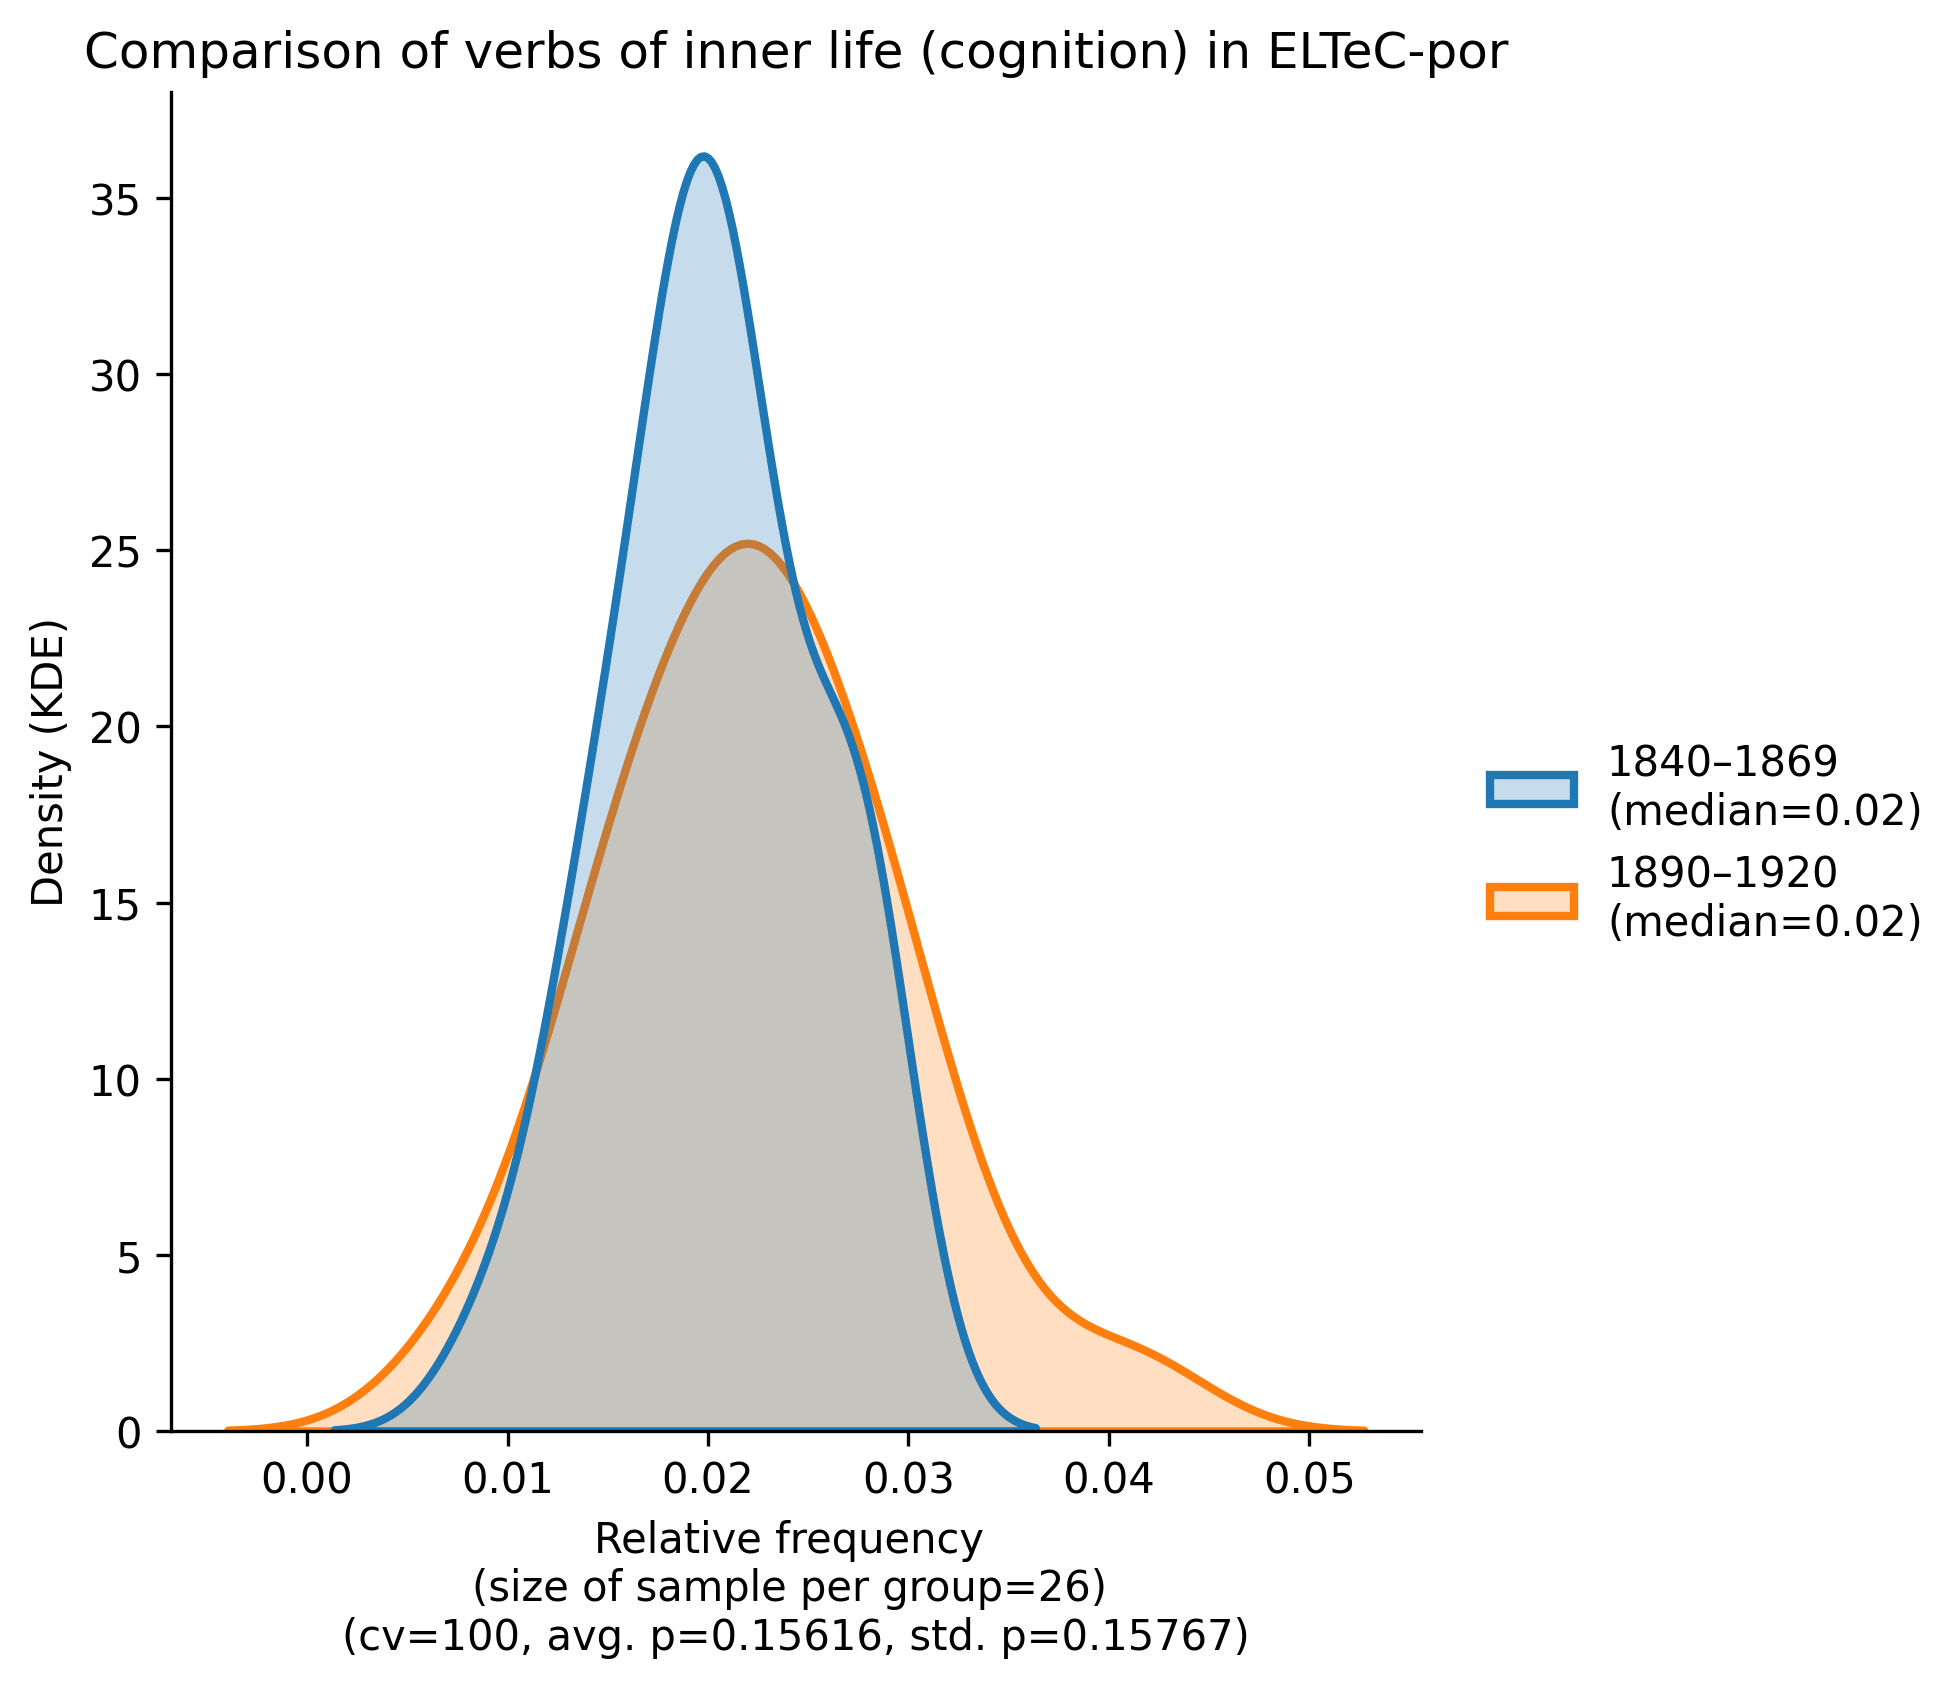 Comparison of verbs of inner life (cognition) in ELTeC-por
35
30
25
20
15
10
5
0
Density (KDE)
0.00 0.01 0.02 0.03 0.04 0.05
Relative frequency
(size of sample per group=26)
(cv=100, avg. p=0.15616, std. p=0.15767)
1840–1869
(median=0.02)
1890–1920
(median=0.02)